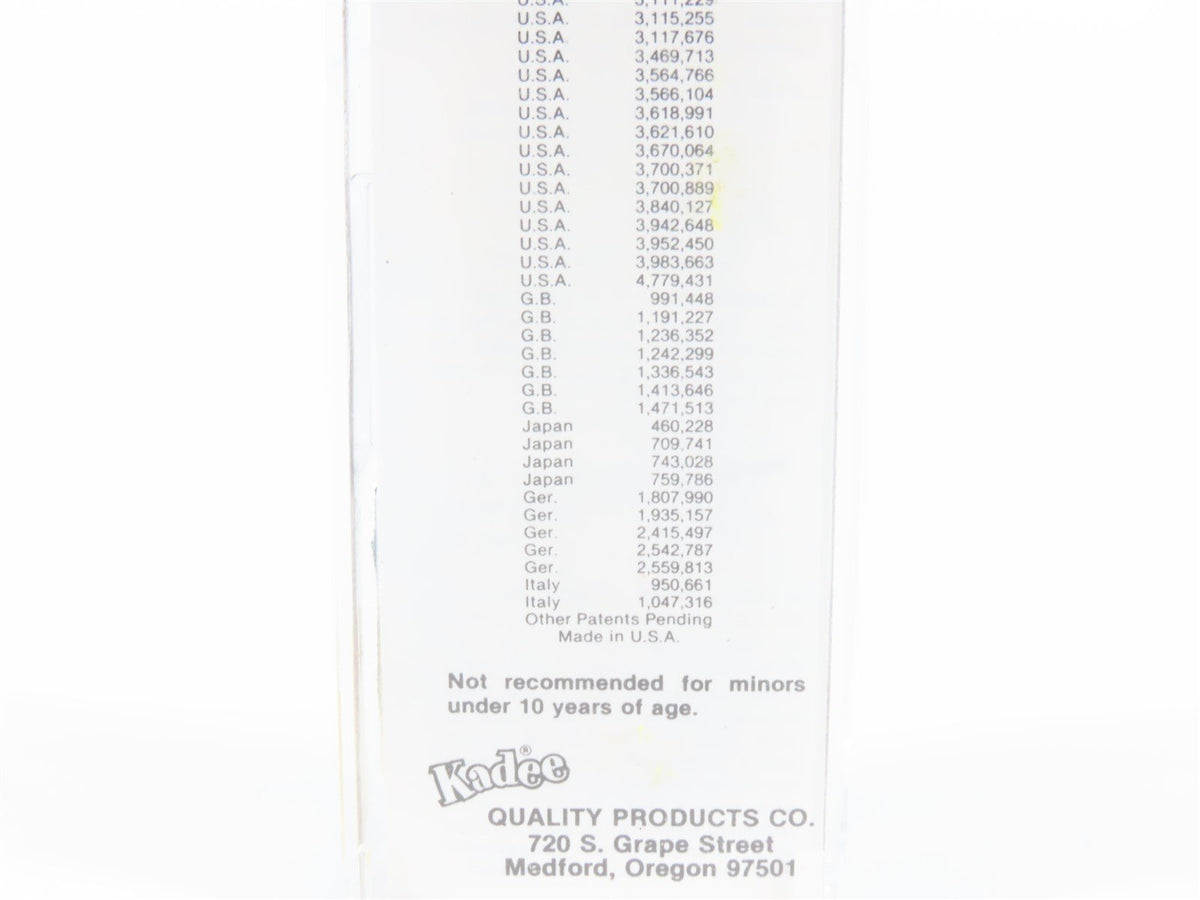 U.S.A. 3,111,229
U.S.A. 3,115,255
U.S.A. 3,117,676
U.S.A. 3,469,713
U.S.A. 3,564,766
U.S.A. 3,566,104
U.S.A. 3,618,991
U.S.A. 3,621,610
U.S.A. 3,670,064
U.S.A. 3,700,371
U.S.A. 3,700,889
U.S.A. 3,840,127
U.S.A. 3,942,648
U.S.A. 3,952,450
U.S.A. 3,983,663
U.S.A. 4,779,431
G.B. 991,448
G.B. 1,191,227
G.B. 1,236,352
G.B. 1,242,299
G.B. 1,336,543
G.B. 1,413,646
G.B. 1,471,513
Japan 460,228
Japan 709,741
Japan 743,028
Japan 759,786
Ger. 1,807,990
Ger. 1,935,157
Ger. 2,415,497
Ger. 2,542,787
Ger. 2,559,813
Italy 950,661
Italy 1,047,316
Other Patents Pending
Made in U.S.A.
Not recommended for minors
under 10 years of age.
Kadee®
QUALITY PRODUCTS CO.
720 S. Grape Street
Medford, Oregon 97501